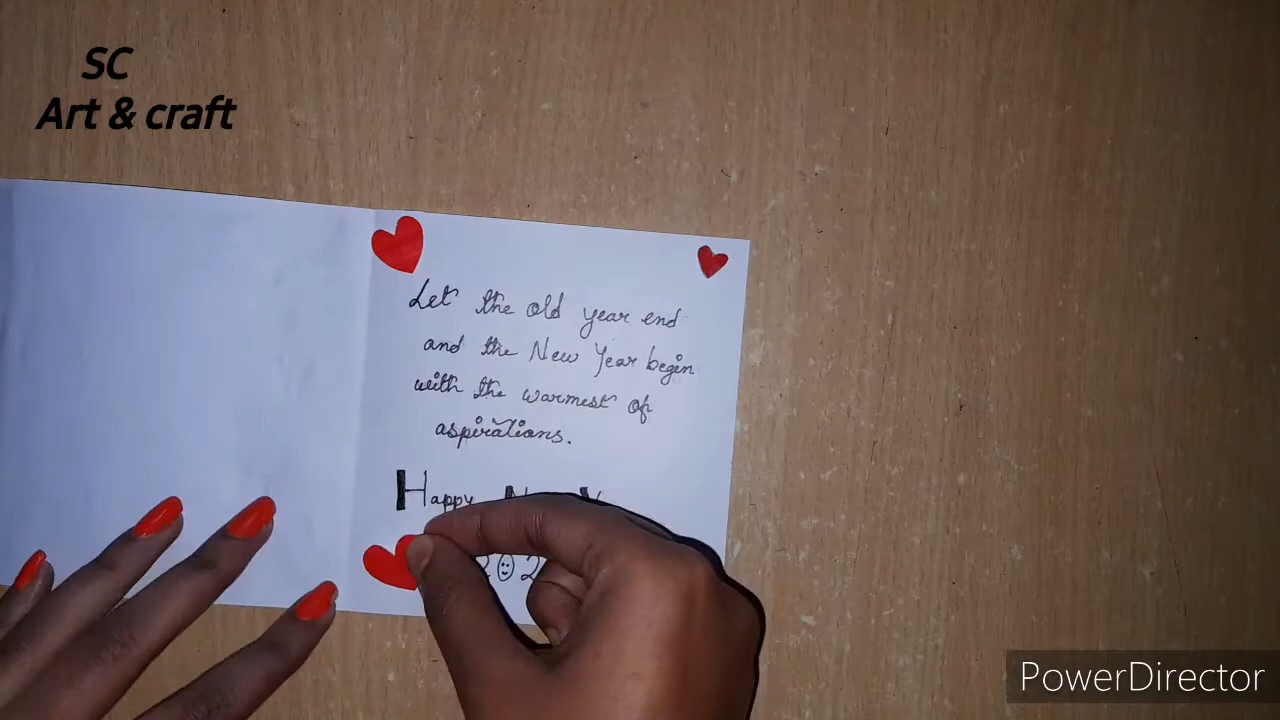 SC
Art & craft
Let the old year end
and the New Year begin
with the warmest of
aspirations.
Happy
202
PowerDirector